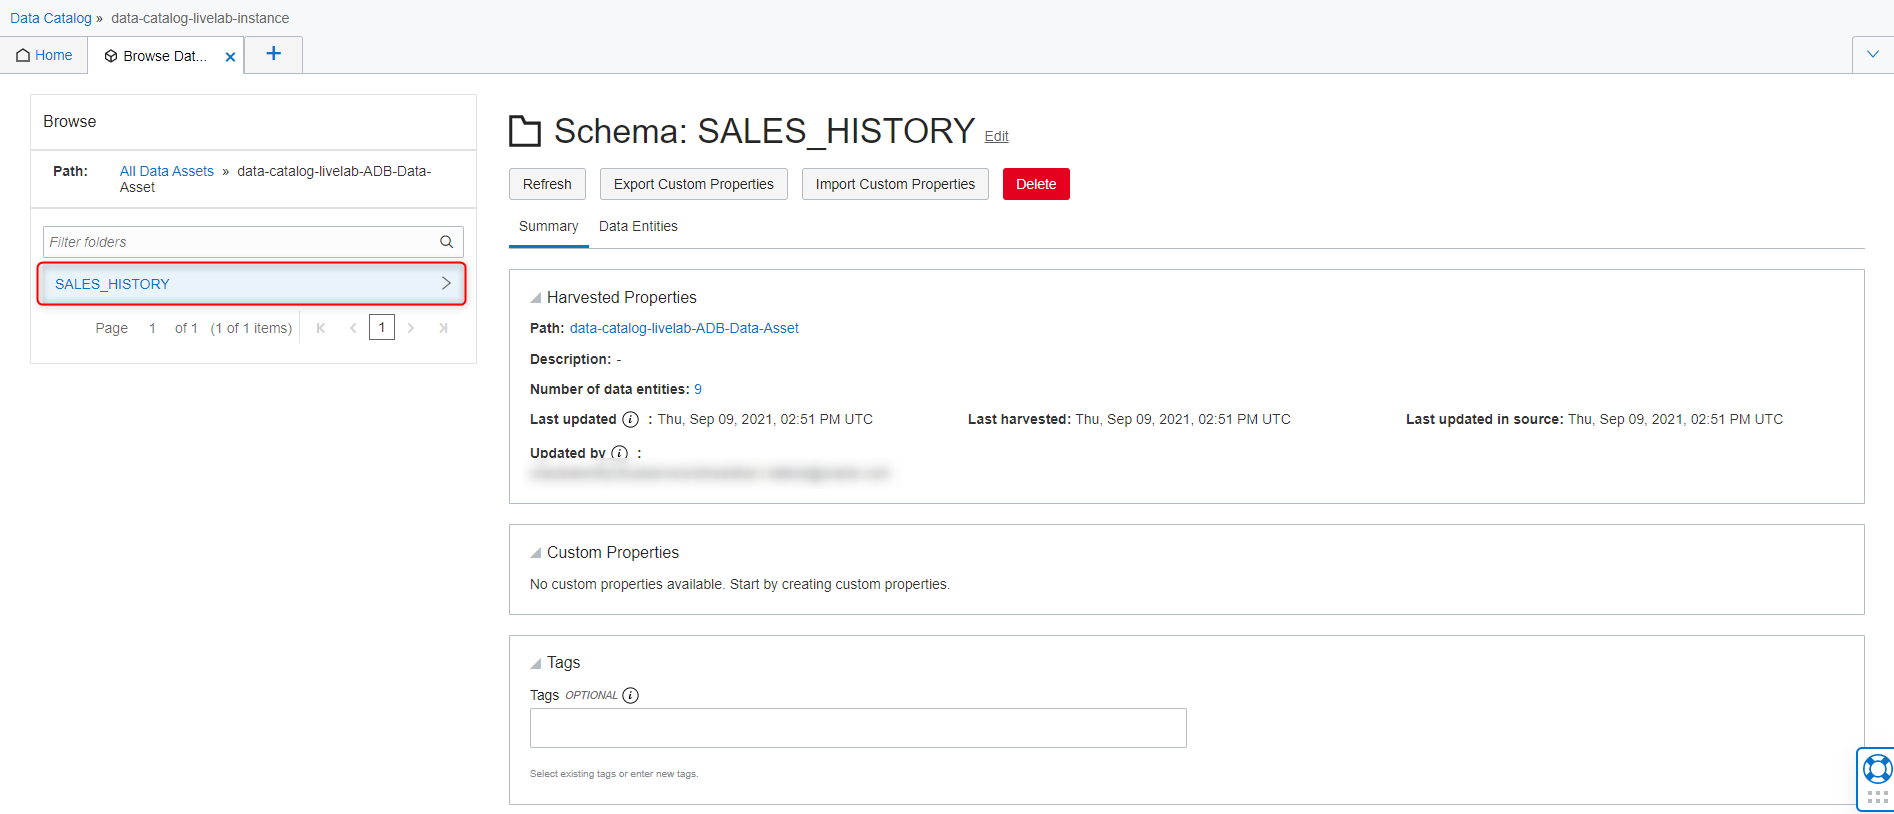 Data Catalog » data-catalog-livelab-instance
Home
Browse Dat...
Browse
Path: All Data Assets » data-catalog-livelab-ADB-Data-
Asset
Filter folders
SALES_HISTORY
Page 1 of 1 (1 of 1 items) 1
Schema: SALES_HISTORY Edit
Refresh Export Custom Properties Import Custom Properties Delete
Summary Data Entities
Harvested Properties
Path: data-catalog-livelab-ADB-Data-Asset
Description: -
Number of data entities: 9
Last updated : Thu, Sep 09, 2021, 02:51 PM UTC Last harvested: Thu, Sep 09, 2021, 02:51 PM UTC Last updated in source: Thu, Sep 09, 2021, 02:51 PM UTC
Updated by :
Custom Properties
No custom properties available. Start by creating custom properties.
Tags
Tags OPTIONAL
Select existing tags or enter new tags.